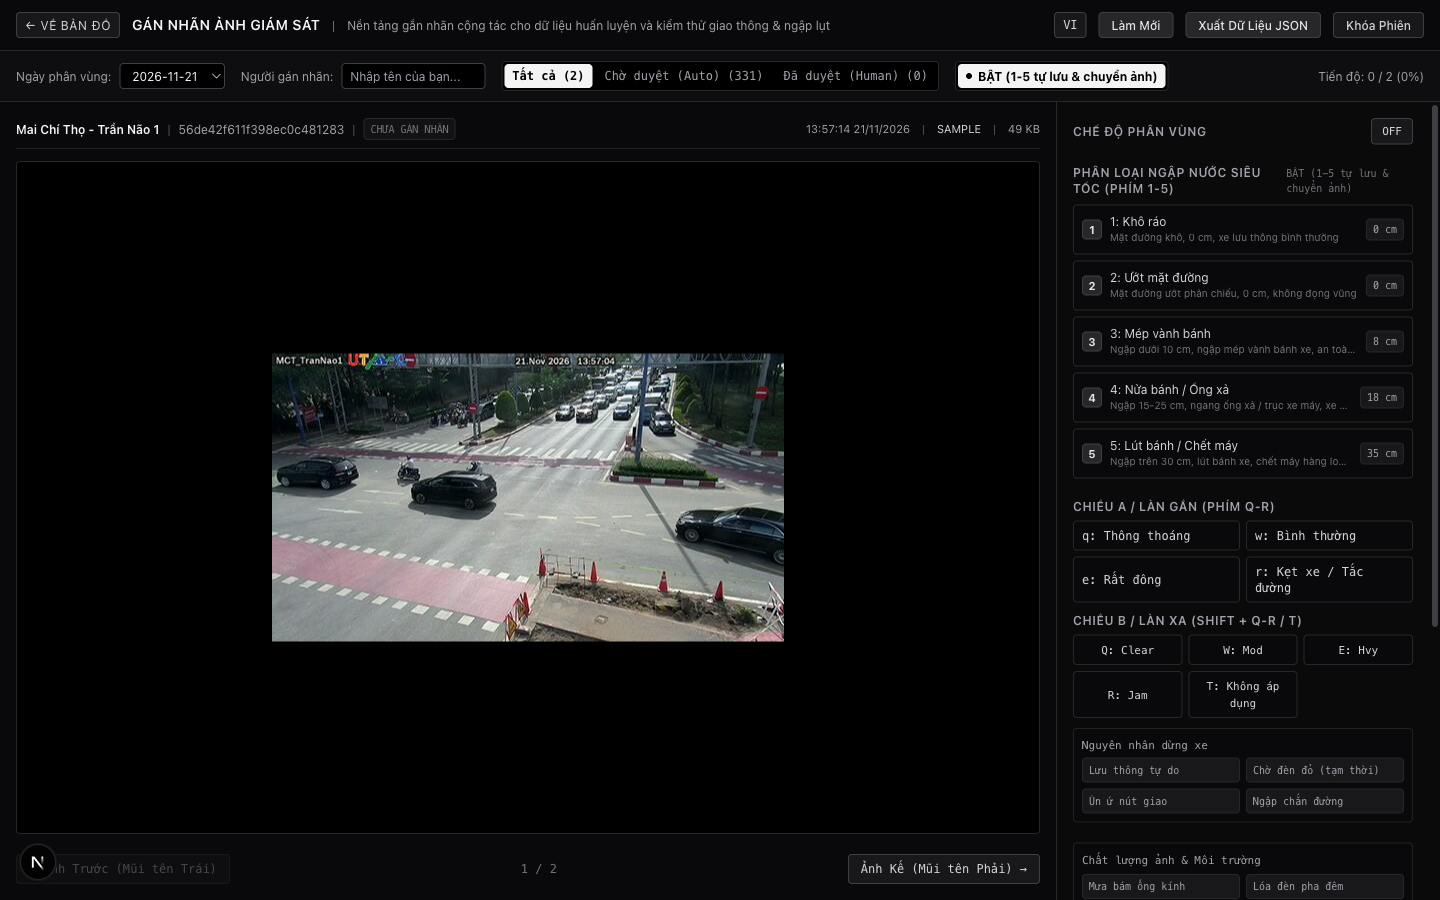 ← VỀ BẢN ĐỒ
GÁN NHÃN ẢNH GIÁM SÁT
Nền tảng gán nhãn cộng tác cho dữ liệu huấn luyện và kiểm thử giao thông & ngập lụt
VI
Làm Mới
Xuất Dữ Liệu JSON
Khóa Phiên
Ngày phân vùng:
2026-11-21
Người gán nhãn:
Nhập tên của bạn...
Tất cả (2)
Chờ duyệt (Auto) (331)
Đã duyệt (Human) (0)
BẬT (1-5 tự lưu & chuyển ảnh)
Tiến độ: 0 / 2 (0%)
Mai Chí Thọ - Trần Não 1
56de42f611f398ec0c481283
CHƯA GÁN NHÃN
13:57:14 21/11/2026
SAMPLE
49 KB
MCT_TranNao1
21.Nov.2026 13:57:04
N
h Trước (Mũi tên Trái)
1 / 2
Ảnh Kế (Mũi tên Phải) →
CHẾ ĐỘ PHÂN VÙNG
OFF
PHÂN LOẠI NGẬP NƯỚC SIÊU
TỐC (PHÍM 1-5)
BẬT (1-5 tự lưu &
chuyển ảnh)
1
1: Khô ráo
Mặt đường khô, 0 cm, xe lưu thông bình thường
0 cm
2
2: Ướt mặt đường
Mặt đường ướt phản chiếu, 0 cm, không đọng vũng
0 cm
3
3: Mép vành bánh
Ngập dưới 10 cm, ngập mép vành bánh xe, an toà...
8 cm
4
4: Nửa bánh / Ống xả
Ngập 15-25 cm, ngang ống xả / trục xe máy, xe ...
18 cm
5
5: Lút bánh / Chết máy
Ngập trên 30 cm, lút bánh xe, chết máy hàng lo...
35 cm
CHIỀU A / LÀN GẦN (PHÍM Q-R)
q: Thông thoáng
w: Bình thường
e: Rất đông
r: Kẹt xe / Tắc
đường
CHIỀU B / LÀN XA (SHIFT + Q-R / T)
Q: Clear
W: Mod
E: Hvy
R: Jam
T: Không áp
dụng
Nguyên nhân dừng xe
Lưu thông tự do
Chờ đèn đỏ (tạm thời)
Ùn ứ nút giao
Ngập chắn đường
Chất lượng ảnh & Môi trường
Mưa bám ống kính
Lóa đèn pha đêm